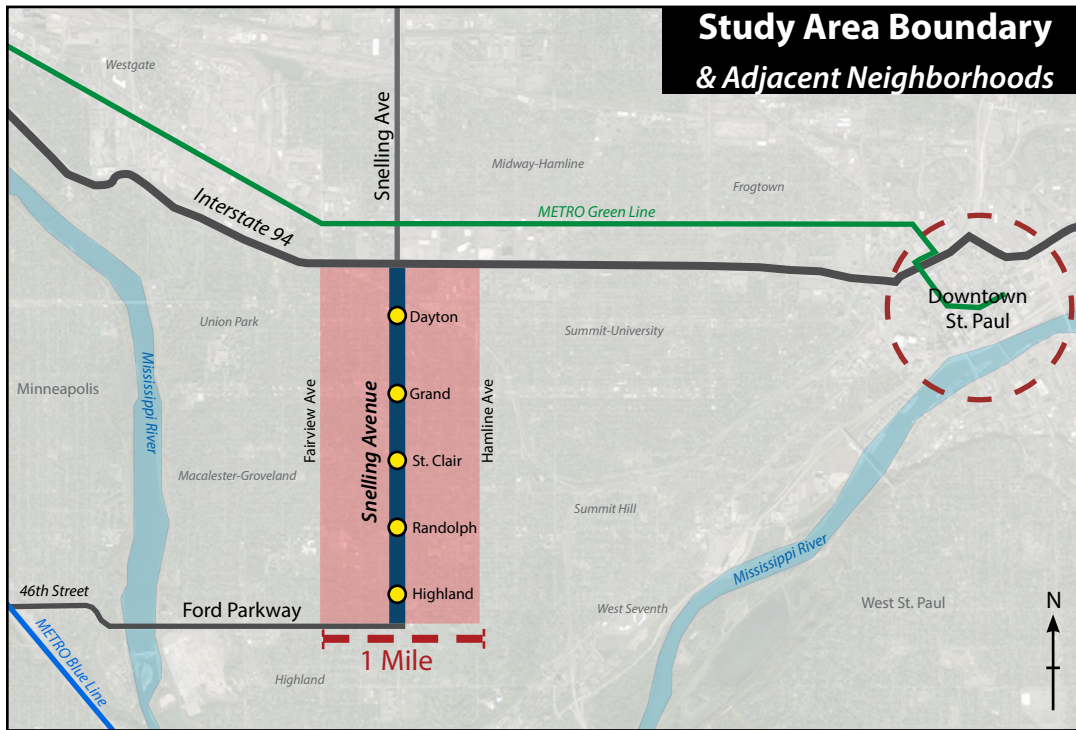 Study Area Boundary
& Adjacent Neighborhoods
Westgate
Snelling Ave
Midway-Hamline
Frogtown
Interstate 94
METRO Green Line
Downtown
St. Paul
Dayton
Union Park
Summit-University
Mississippi River
Minneapolis
Fairview Ave
Snelling Avenue
Grand
Hamline Ave
St. Clair
Macalester-Groveland
Summit Hill
Randolph
Mississippi River
46th Street
Highland
Ford Parkway
West Seventh
West St. Paul
N
METRO Blue Line
1 Mile
Highland